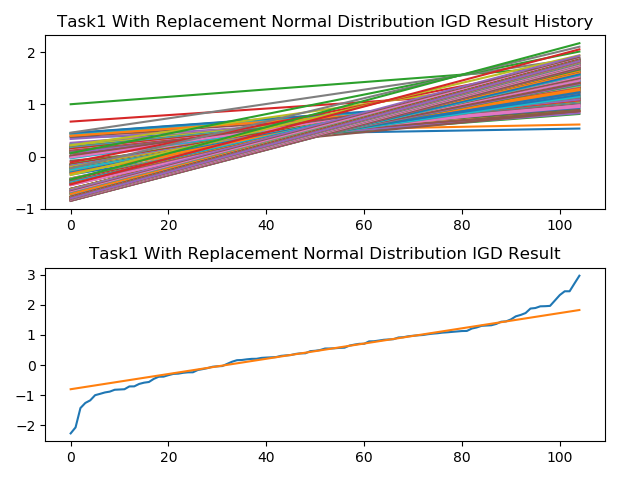 Task1 With Replacement Normal Distribution IGD Result History
2
1
0
−1
0 20 40 60 80 100
Task1 With Replacement Normal Distribution IGD Result
3
2
1
0
−1
−2
0 20 40 60 80 100